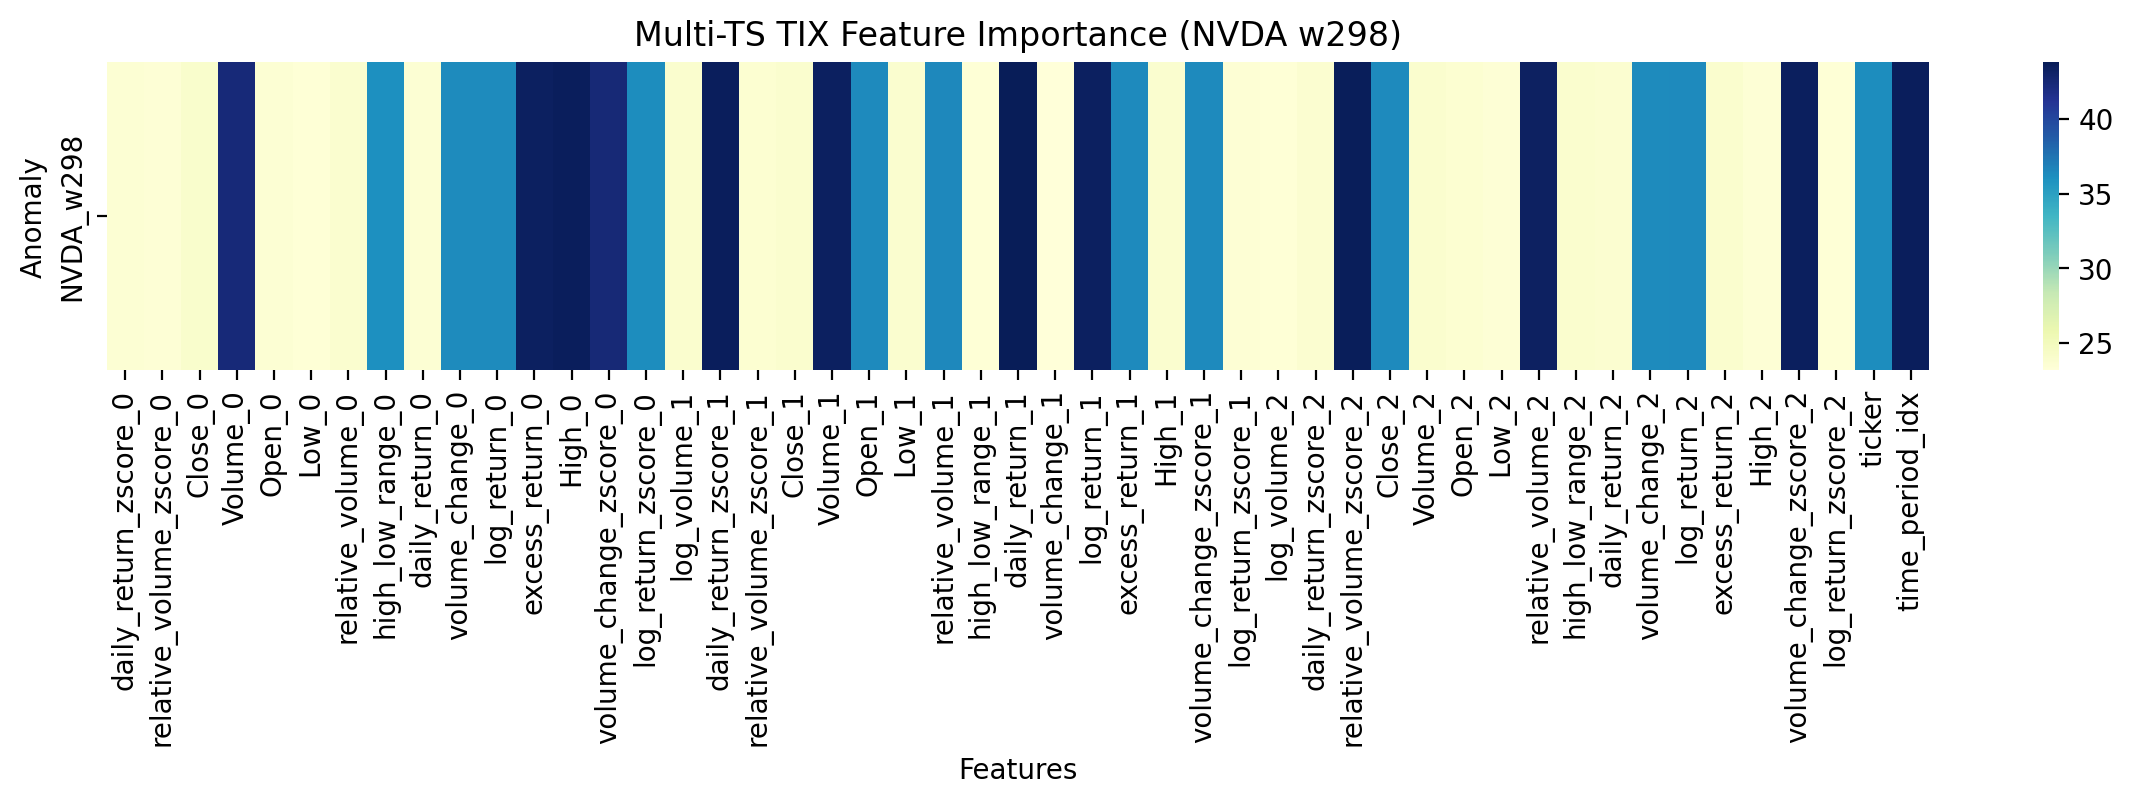 Multi-TS TIX Feature Importance (NVDA w298)
Anomaly
NVDA_w298
40
35
30
25
daily_return_zscore_0
relative_volume_zscore_0
Close_0
Volume_0
Open_0
Low_0
relative_volume_0
high_low_range_0
daily_return_0
volume_change_0
log_return_0
excess_return_0
High_0
volume_change_zscore_0
log_return_zscore_0
log_volume_1
daily_return_zscore_1
relative_volume_zscore_1
Close_1
Volume_1
Open_1
Low_1
relative_volume_1
high_low_range_1
daily_return_1
volume_change_1
log_return_1
excess_return_1
High_1
volume_change_zscore_1
log_return_zscore_1
log_volume_2
daily_return_zscore_2
relative_volume_zscore_2
Close_2
Volume_2
Open_2
Low_2
relative_volume_2
high_low_range_2
daily_return_2
volume_change_2
log_return_2
excess_return_2
High_2
volume_change_zscore_2
log_return_zscore_2
ticker
time_period_idx
Features